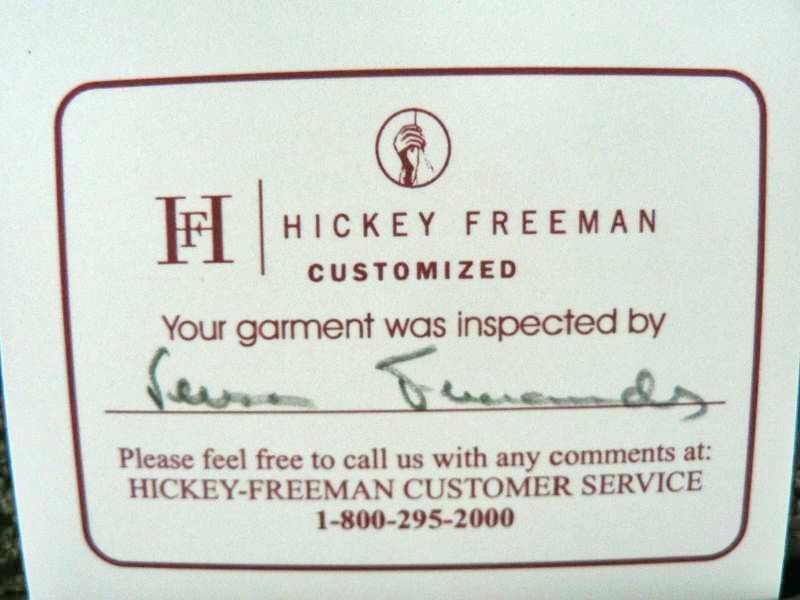 HF HICKEY FREEMAN
CUSTOMIZED
Your garment was inspected by
Please feel free to call us with any comments at:
HICKEY-FREEMAN CUSTOMER SERVICE
1-800-295-2000